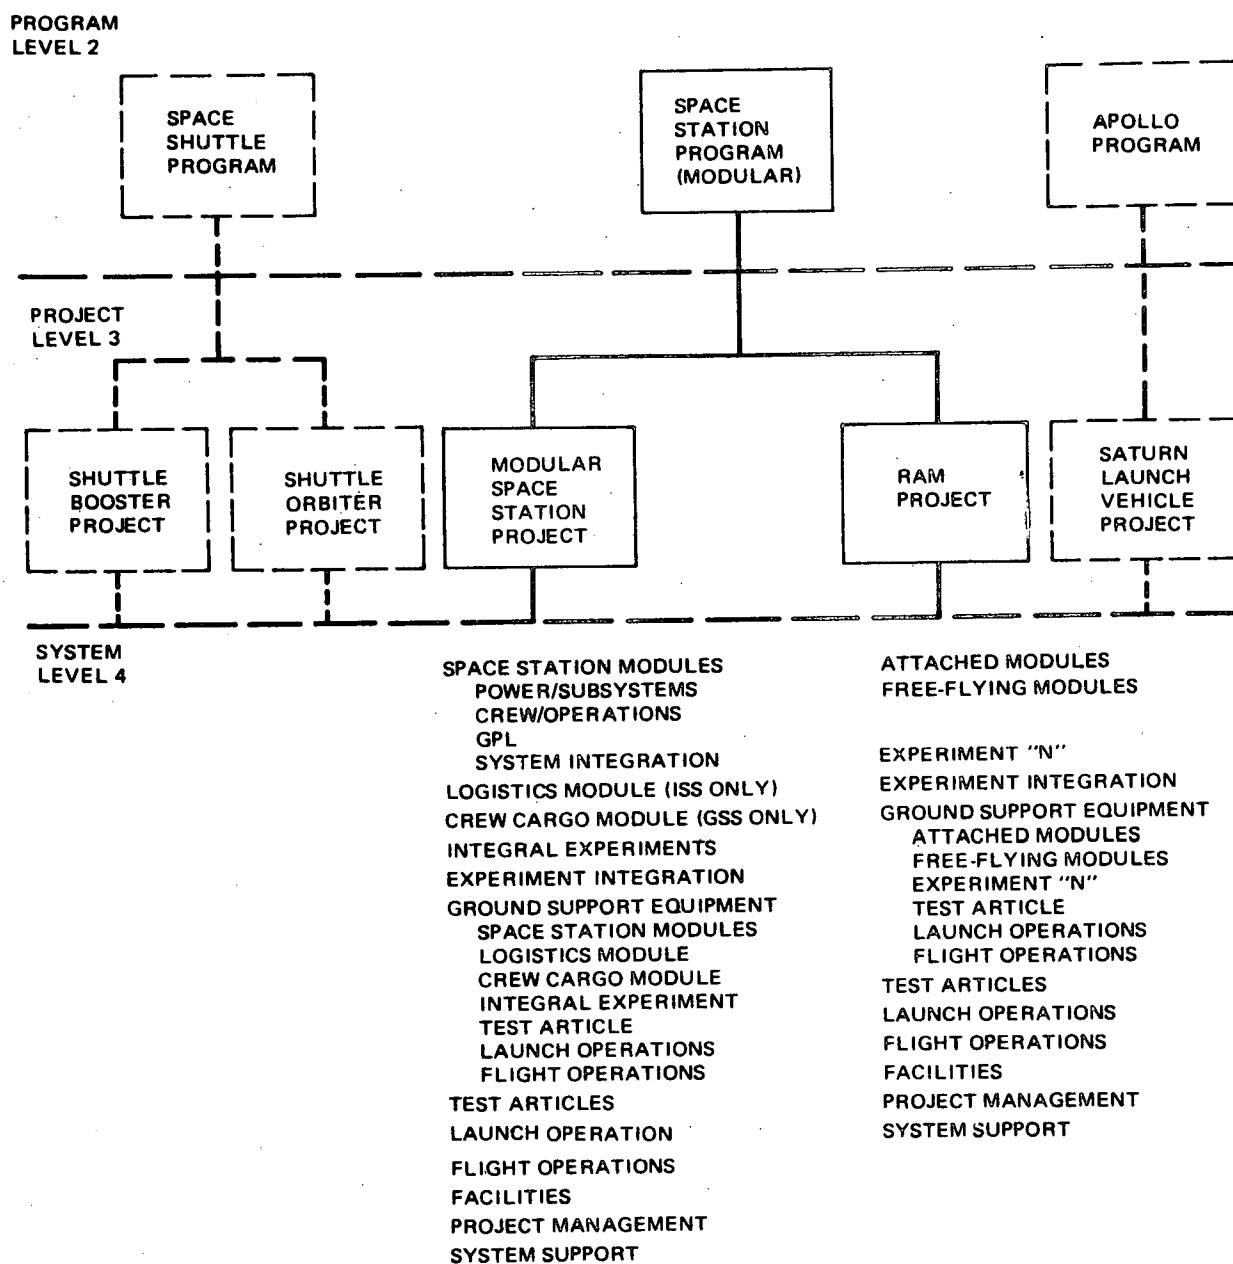 PROGRAM
LEVEL 2
SPACE
SHUTTLE
PROGRAM
SPACE
STATION
PROGRAM
(MODULAR)
APOLLO
PROGRAM
PROJECT
LEVEL 3
SHUTTLE
BOOSTER
PROJECT
SHUTTLE
ORBITER
PROJECT
MODULAR
SPACE
STATION
PROJECT
RAM
PROJECT
SATURN
LAUNCH
VEHICLE
PROJECT
SYSTEM
LEVEL 4
SPACE STATION MODULES
POWER/SUBSYSTEMS
CREW/OPERATIONS
GPL
SYSTEM INTEGRATION
LOGISTICS MODULE (ISS ONLY)
CREW CARGO MODULE (GSS ONLY)
INTEGRAL EXPERIMENTS
EXPERIMENT INTEGRATION
GROUND SUPPORT EQUIPMENT
SPACE STATION MODULES
LOGISTICS MODULE
CREW CARGO MODULE
INTEGRAL EXPERIMENT
TEST ARTICLE
LAUNCH OPERATIONS
FLIGHT OPERATIONS
TEST ARTICLES
LAUNCH OPERATION
FLIGHT OPERATIONS
FACILITIES
PROJECT MANAGEMENT
SYSTEM SUPPORT
ATTACHED MODULES
FREE-FLYING MODULES
EXPERIMENT "N"
EXPERIMENT INTEGRATION
GROUND SUPPORT EQUIPMENT
ATTACHED MODULES
FREE-FLYING MODULES
EXPERIMENT "N"
TEST ARTICLE
LAUNCH OPERATIONS
FLIGHT OPERATIONS
TEST ARTICLES
LAUNCH OPERATIONS
FLIGHT OPERATIONS
FACILITIES
PROJECT MANAGEMENT
SYSTEM SUPPORT